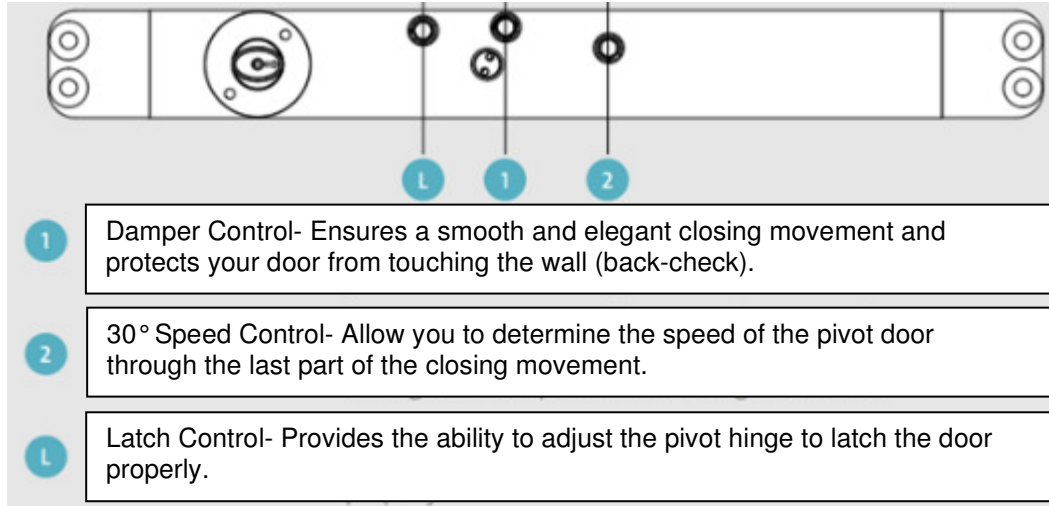 L 1 2
1 Damper Control- Ensures a smooth and elegant closing movement and
protects your door from touching the wall (back-check).
2 30° Speed Control- Allow you to determine the speed of the pivot door
through the last part of the closing movement.
L Latch Control- Provides the ability to adjust the pivot hinge to latch the door
properly.